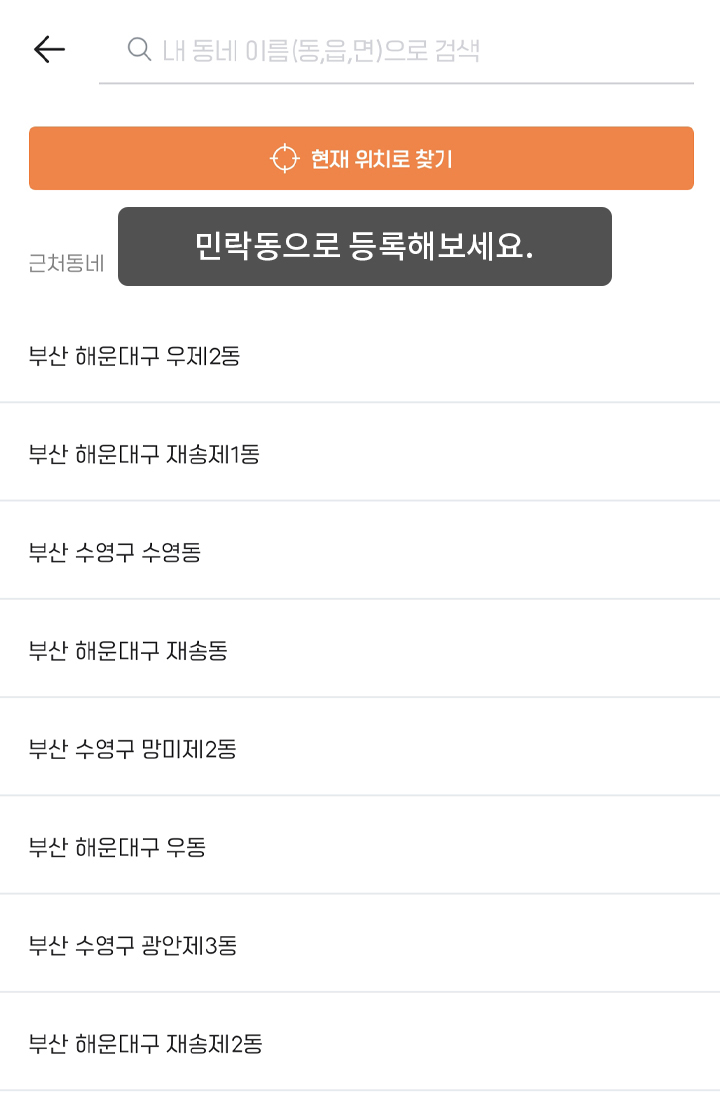 내 동네 이름(동,읍,면)으로 검색
현재 위치로 찾기
민락동으로 등록해보세요.
근처동네
부산 해운대구 우제2동
부산 해운대구 재송제1동
부산 수영구 수영동
부산 해운대구 재송동
부산 수영구 망미제2동
부산 해운대구 우동
부산 수영구 광안제3동
부산 해운대구 재송제2동